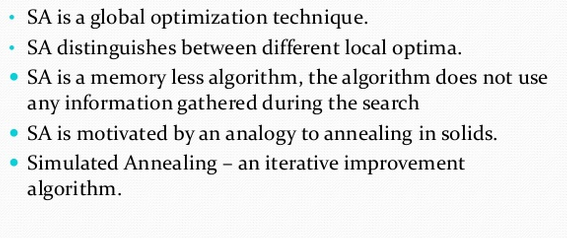 • SA is a global optimization technique.
• SA distinguishes between different local optima.
• SA is a memory less algorithm, the algorithm does not use
any information gathered during the search
• SA is motivated by an analogy to annealing in solids.
• Simulated Annealing – an iterative improvement
algorithm.